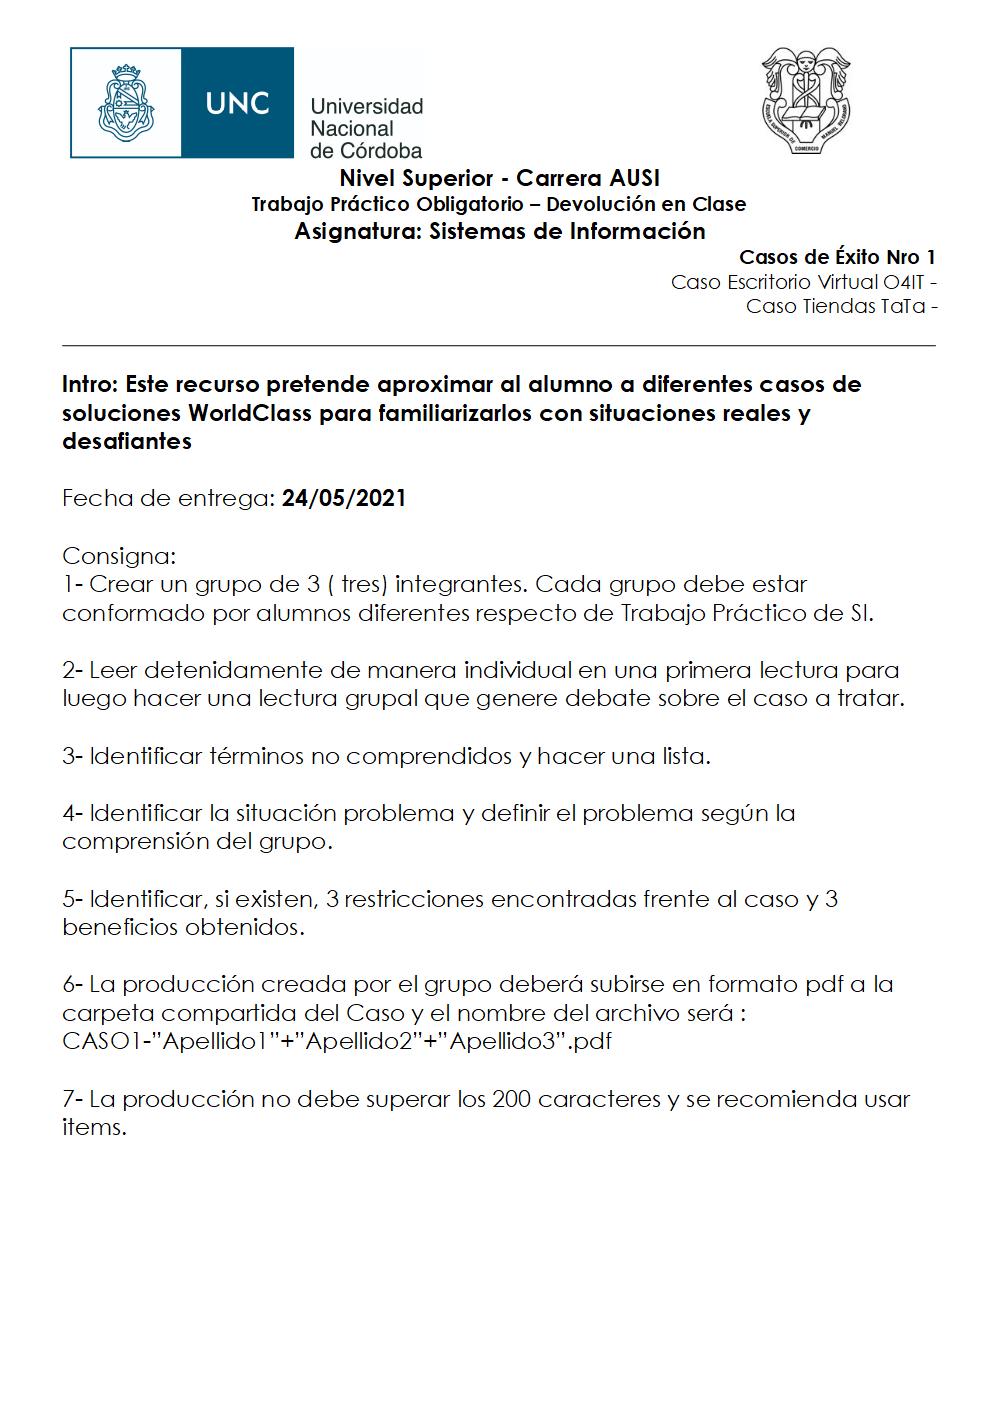 UNC
Universidad
Nacional
de Córdoba
ESCUELA SUPERIOR DE COMERCIO MANUEL BELGRANO
Nivel Superior - Carrera AUSI
Trabajo Práctico Obligatorio – Devolución en Clase
Asignatura: Sistemas de Información
Casos de Éxito Nro 1
Caso Escritorio Virtual O4IT -
Caso Tiendas TaTa -
Intro: Este recurso pretende aproximar al alumno a diferentes casos de
soluciones WorldClass para familiarizarlos con situaciones reales y
desafiantes
Fecha de entrega: 24/05/2021
Consigna:
1- Crear un grupo de 3 ( tres) integrantes. Cada grupo debe estar
conformado por alumnos diferentes respecto de Trabajo Práctico de SI.
2- Leer detenidamente de manera individual en una primera lectura para
luego hacer una lectura grupal que genere debate sobre el caso a tratar.
3- Identificar términos no comprendidos y hacer una lista.
4- Identificar la situación problema y definir el problema según la
comprensión del grupo.
5- Identificar, si existen, 3 restricciones encontradas frente al caso y 3
beneficios obtenidos.
6- La producción creada por el grupo deberá subirse en formato pdf a la
carpeta compartida del Caso y el nombre del archivo será :
CASO1-”Apellido1”+”Apellido2”+”Apellido3”.pdf
7- La producción no debe superar los 200 caracteres y se recomienda usar
items.